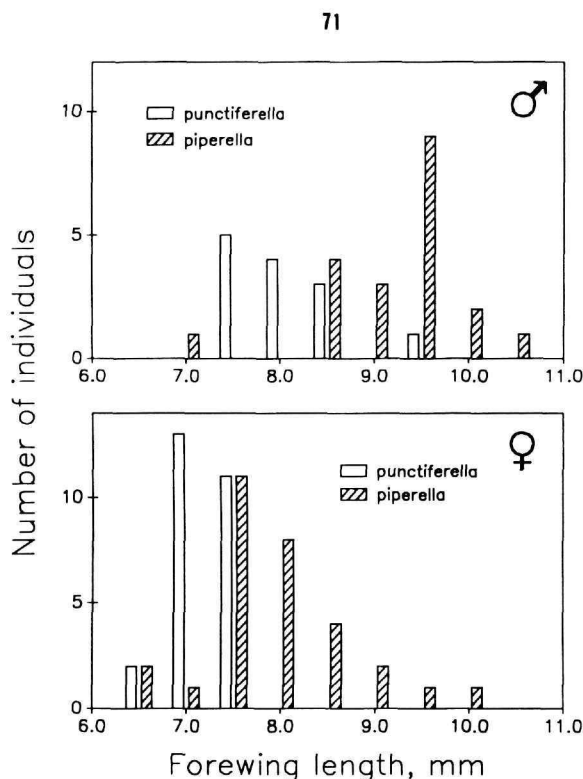 71
♂
punctiferella
piperella
10
5
0
6.0 7.0 8.0 9.0 10.0 11.0
♀
punctiferella
piperella
10
5
0
6.0 7.0 8.0 9.0 10.0 11.0
Number of individuals
Forewing length, mm